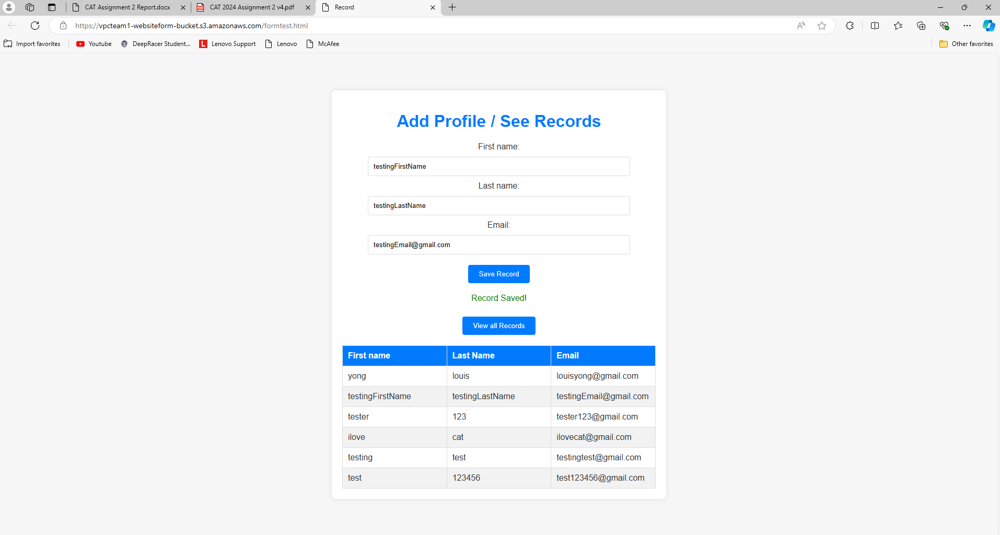 CAT Assignment 2 Report.docx
CAT 2024 Assignment 2 v4.pdf
Record
https://vpcteam1-websiteform-bucket.s3.amazonaws.com/formtest.html
Import favorites
Youtube
DeepRacer Student...
L
Lenovo Support
Lenovo
McAfee
Other favorites
Add Profile / See Records
First name:
testingFirstName
Last name:
testingLastName
Email:
testingEmail@gmail.com
Save Record
Record Saved!
View all Records
First name Last Name Email
yong louis louisyong@gmail.com
testingFirstName testingLastName testingEmail@gmail.com
tester 123 tester123@gmail.com
ilove cat ilovecat@gmail.com
testing test testingtest@gmail.com
test 123456 test123456@gmail.com